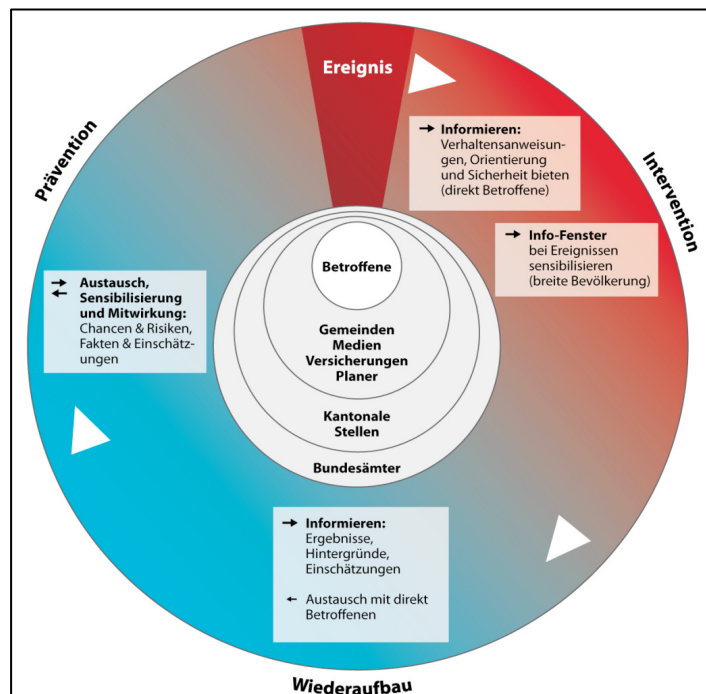 Ereignis
Prävention
Intervention
Wiederaufbau
→ Informieren:
Verhaltensanweisun-
gen, Orientierung
und Sicherheit bieten
(direkt Betroffene)
→ Info-Fenster
bei Ereignissen
sensibilisieren
(breite Bevölkerung)
→ Austausch,
← Sensibilisierung
und Mitwirkung:
Chancen & Risiken,
Fakten & Einschätz-
ungen
Betroffene
Gemeinden
Medien
Versicherungen
Planer
Kantonale
Stellen
Bundesämter
→ Informieren:
Ergebnisse,
Hintergründe,
Einschätzungen
← Austausch mit direkt
Betroffenen